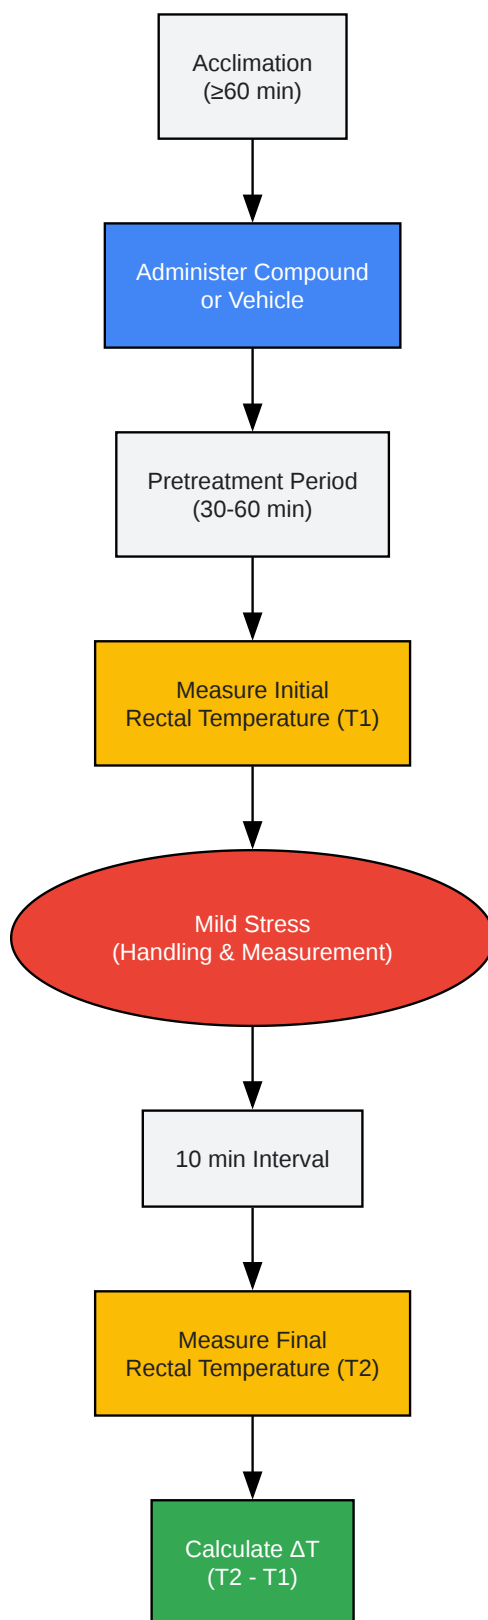 Acclimation
(≥60 min)
Administer Compound
or Vehicle
Pretreatment Period
(30-60 min)
Measure Initial
Rectal Temperature (T1)
Mild Stress
(Handling & Measurement)
10 min Interval
Measure Final
Rectal Temperature (T2)
Calculate ΔT
(T2 - T1)